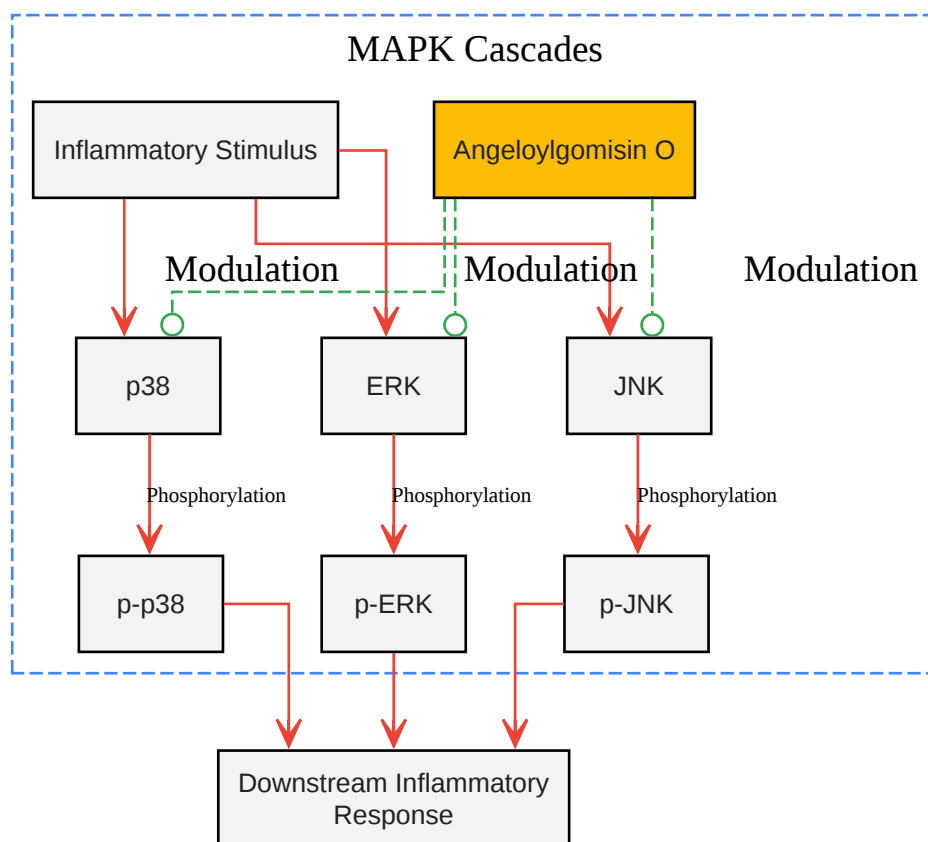 MAPK Cascades
Inflammatory Stimulus
Angeloylgomisin O
Modulation
Modulation
Modulation
p38
ERK
JNK
Phosphorylation
Phosphorylation
Phosphorylation
p-p38
p-ERK
p-JNK
Downstream Inflammatory
Response